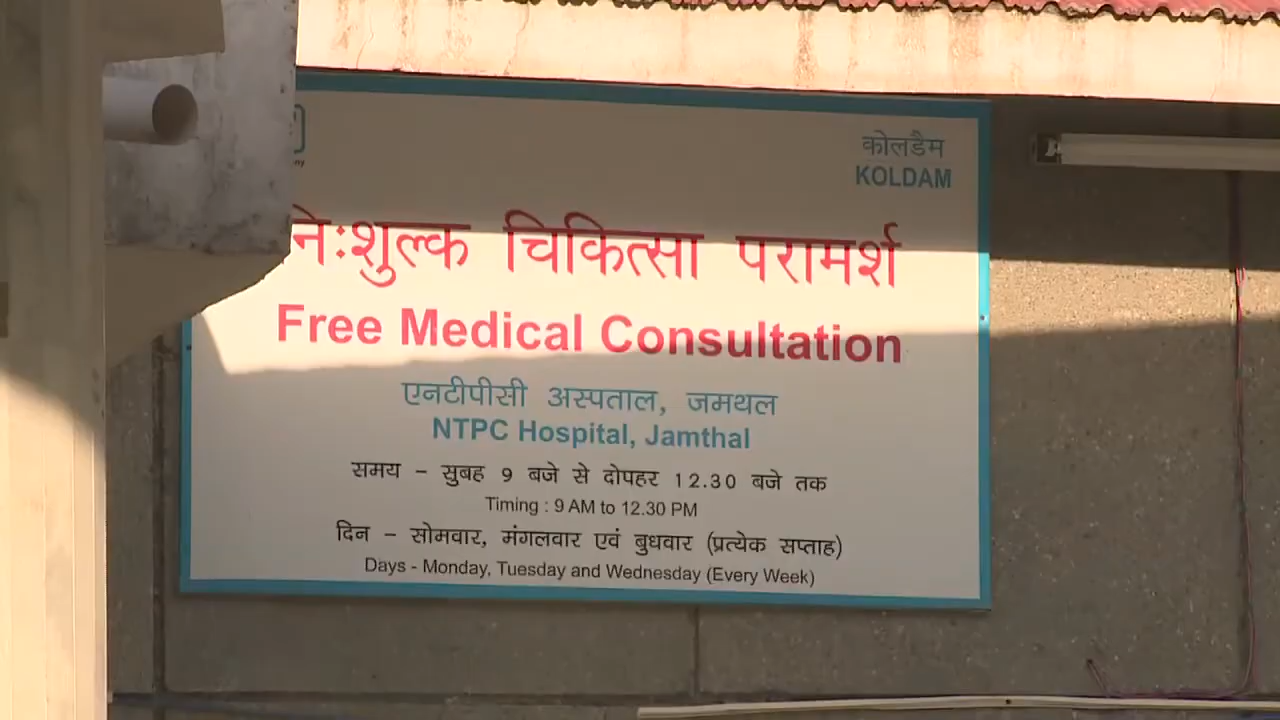 कोलडैम
KOLDAM
निःशुल्क चिकित्सा परामर्श
Free Medical Consultation
एनटीपीसी अस्पताल, जमथल
NTPC Hospital, Jamthal
समय - सुबह 9 बजे से दोपहर 12.30 बजे तक
Timing : 9 AM to 12.30 PM
दिन - सोमवार, मंगलवार एवं बुधवार (प्रत्येक सप्ताह)
Days - Monday, Tuesday and Wednesday (Every Week)